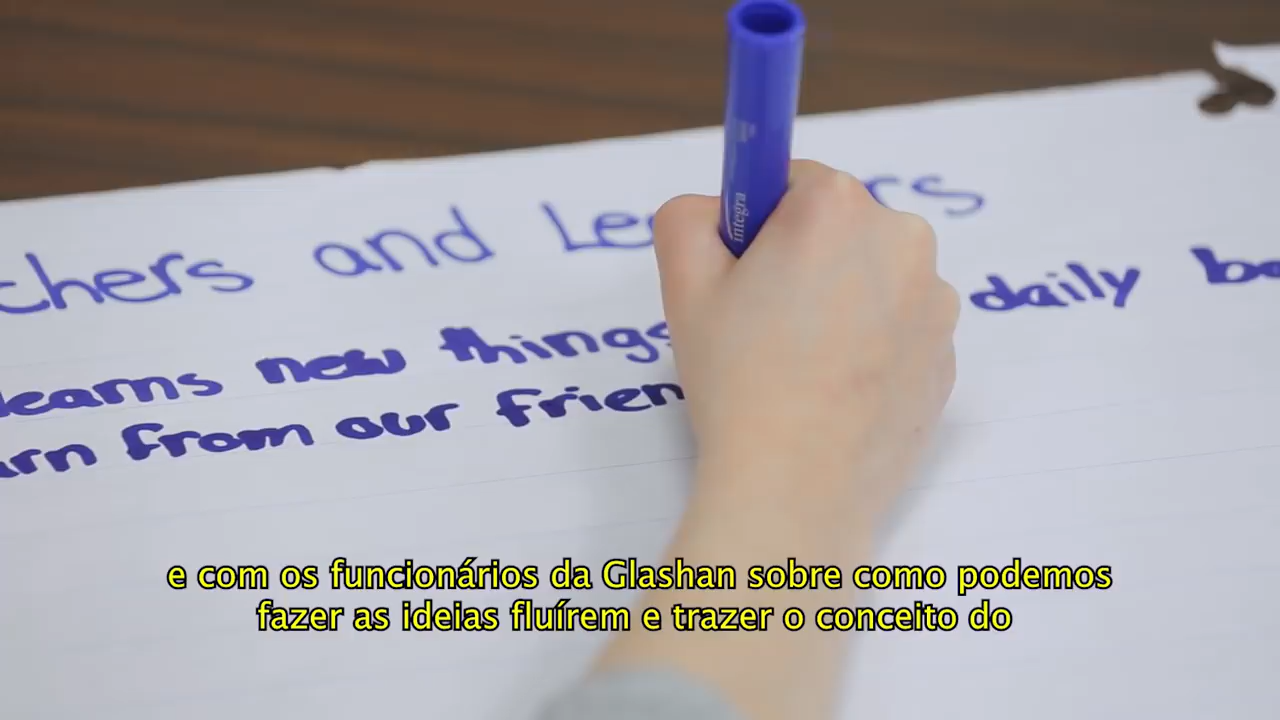 chers and Le rs
learns new things daily
rn from our frien
integra
e com os funcionários da Glashan sobre como podemos
fazer as ideias fluírem e trazer o conceito do